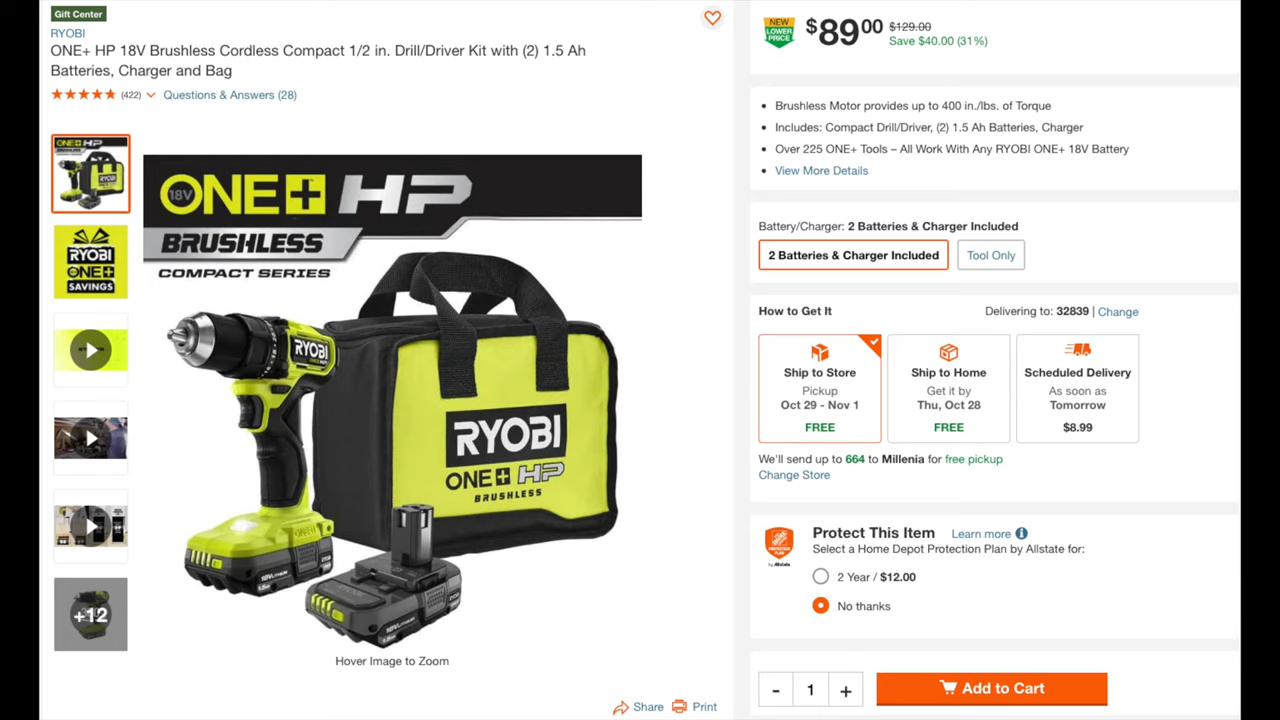 Gift Center
RYOBI
ONE+ HP 18V Brushless Cordless Compact 1/2 in. Drill/Driver Kit with (2) 1.5 Ah
Batteries, Charger and Bag
(422)
Questions & Answers (28)
ONE+ HP
RYOBI
ONE+
SAVINGS
+12
18V ONE+ HP
BRUSHLESS
COMPACT SERIES
RYOBI
RYOBI
ONE+ HP
BRUSHLESS
Hover Image to Zoom
Share
Print
NEW
LOWER
PRICE
$89.00
$129.00
Save $40.00 (31%)
• Brushless Motor provides up to 400 in./lbs. of Torque
• Includes: Compact Drill/Driver, (2) 1.5 Ah Batteries, Charger
• Over 225 ONE+ Tools – All Work With Any RYOBI ONE+ 18V Battery
• View More Details
Battery/Charger: 2 Batteries & Charger Included
2 Batteries & Charger Included
Tool Only
How to Get It
Delivering to: 32839 | Change
Ship to Store
Pickup
Oct 29 - Nov 1
FREE
Ship to Home
Get it by
Thu, Oct 28
FREE
Scheduled Delivery
As soon as
Tomorrow
$8.99
We'll send up to 664 to Millenia for free pickup
Change Store
Protect This Item
Learn more
Select a Home Depot Protection Plan by Allstate for:
2 Year / $12.00
No thanks
- 1 +
Add to Cart